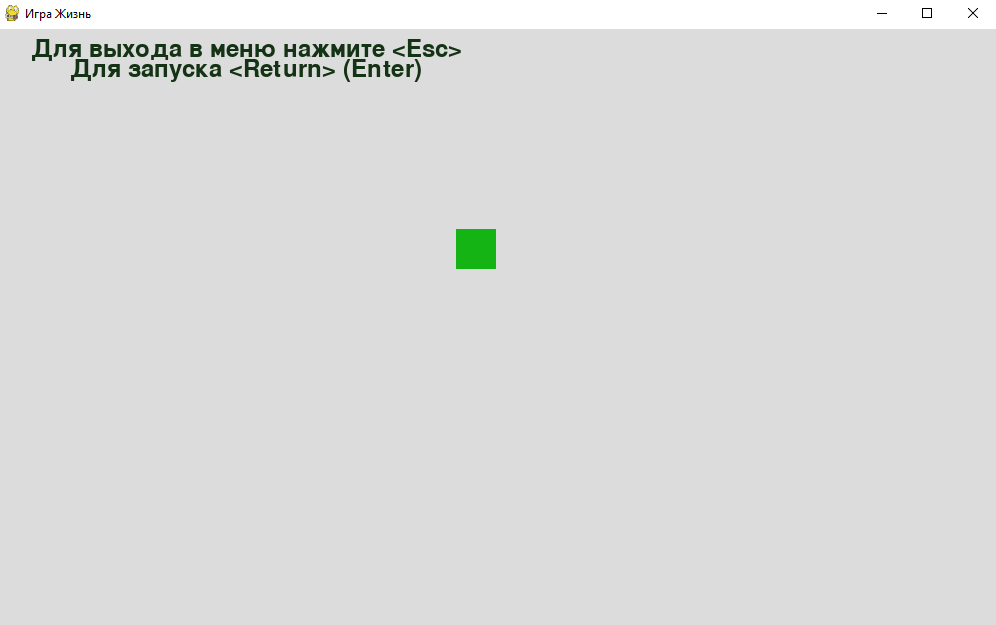 Игра Жизнь
Для выхода в меню нажмите <Esc>
Для запуска <Return> (Enter)